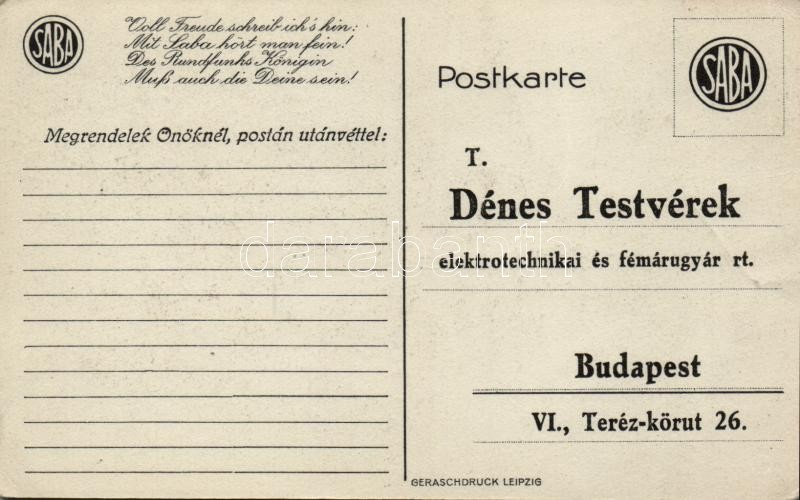 SABA
Voll Freude schreib ich's hin:
Mit Saba hört man fein!
Des Rundfunks Königin
Muß auch die Deine sein!
Megrendelek Önöknél, postán utánvéttel:
Postkarte
SABA
T.
Dénes Testvérek
elektrotechnikai és fémárugyár rt.
Budapest
VI., Teréz-körut 26.
GERASCHDRUCK LEIPZIG
darabanth